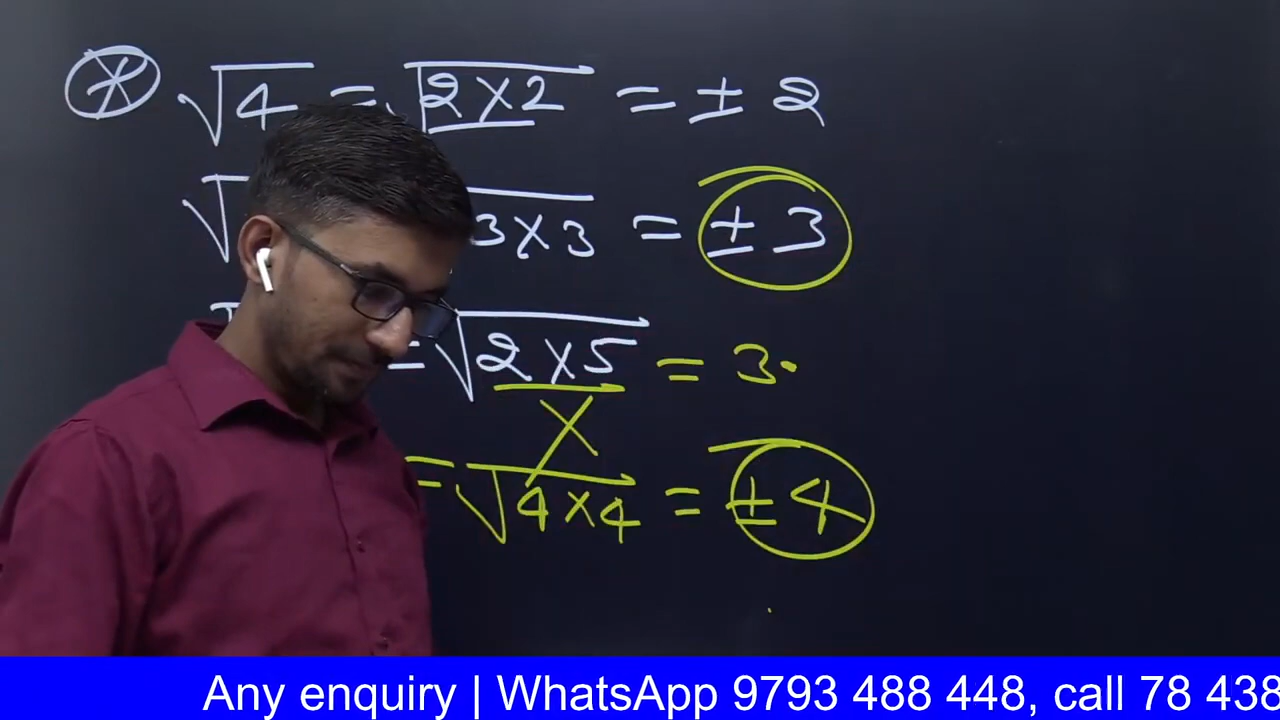 √4 = √2×2 = ± 2
√ 3×3 = ± 3
= √2×5 = 3.
X
= √4×4 = ± 4
Any enquiry | WhatsApp 9793 488 448, call 78 438